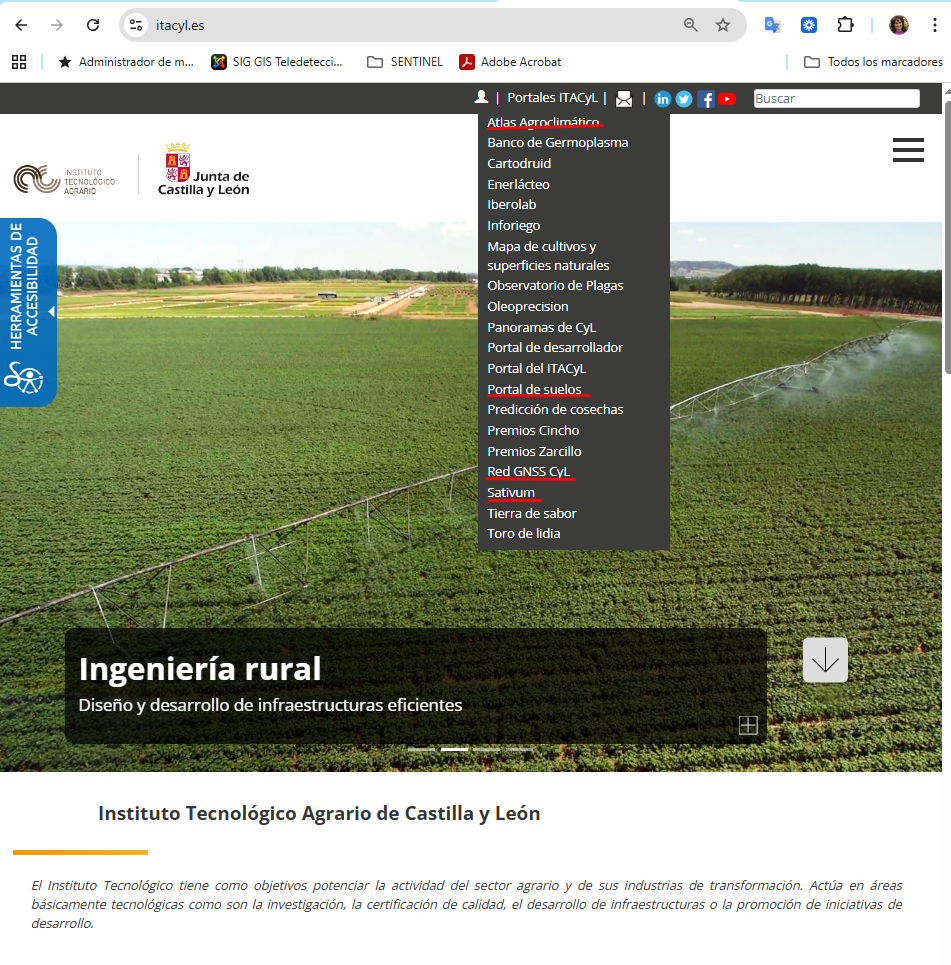 itacyl.es
Administrador de m...
SIG GIS Teledetecci...
SENTINEL
Adobe Acrobat
Todos los marcadores
| Portales ITACyL | | Buscar
Atlas Agroclimático
Banco de Germoplasma
Cartodruid
Enerlácteo
Iberolab
Inforiego
Mapa de cultivos y
superficies naturales
Observatorio de Plagas
Oleoprecision
Panoramas de CyL
Portal de desarrollador
Portal del ITACyL
Portal de suelos
Predicción de cosechas
Premios Cincho
Premios Zarcillo
Red GNSS CyL
Sativum
Tierra de sabor
Toro de lidia
INSTITUTO
TECNOLÓGICO
AGRARIO
Junta de
Castilla y León
HERRAMIENTAS DE
ACCESIBILIDAD
Ingeniería rural
Diseño y desarrollo de infraestructuras eficientes
Instituto Tecnológico Agrario de Castilla y León
El Instituto Tecnológico tiene como objetivos potenciar la actividad del sector agrario y de sus industrias de transformación. Actúa en áreas
básicamente tecnológicas como son la investigación, la certificación de calidad, el desarrollo de infraestructuras o la promoción de iniciativas de
desarrollo.